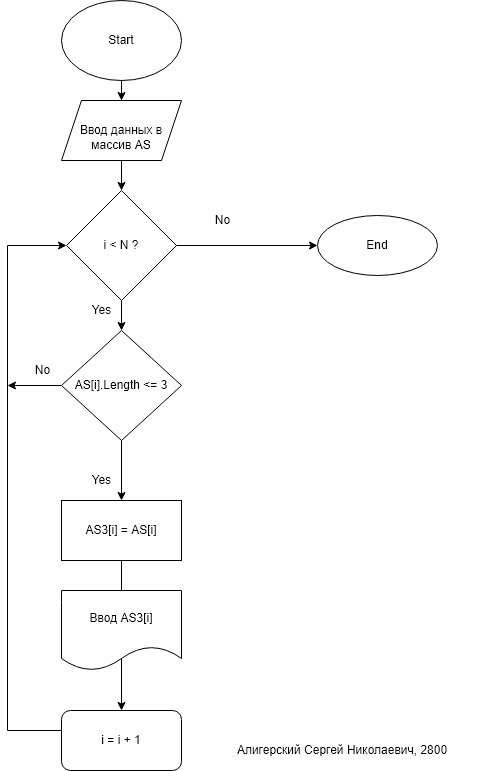 Start
Ввод данных в
массив AS
i < N ?
No
End
Yes
No
AS[i].Length <= 3
Yes
AS3[i] = AS[i]
Ввод AS3[i]
i = i + 1
Алигерский Сергей Николаевич, 2800